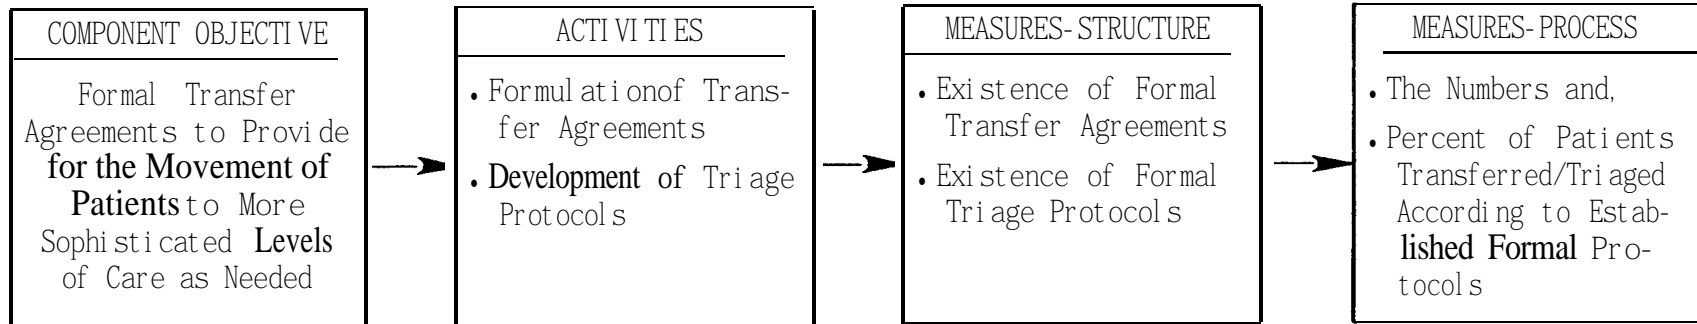 COMPONENT OBJECTIVE
Formal Transfer
Agreements to Provide
for the Movement of
Patients to More
Sophisticated Levels
of Care as Needed
ACTIVITIES
• Formulationof Trans-
fer Agreements
• Development of Triage
Protocols
MEASURES-STRUCTURE
• Existence of Formal
Transfer Agreements
• Existence of Formal
Triage Protocols
MEASURES-PROCESS
• The Numbers and,
• Percent of Patients
Transferred/Triaged
According to Estab-
lished Formal Pro-
tocols